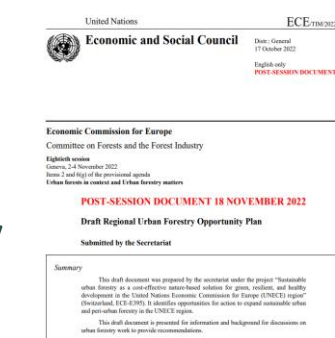 United Nations
ECE/TIM/202
Economic and Social Council
Distr.: General
17 October 2022
English only
POST-SESSION DOCUMENT
Economic Commission for Europe
Committee on Forests and the Forest Industry
Eightieth session
Geneva, 2-4 November 2022
Items 2 and 6(g) of the provisional agenda
Urban forests in context and Urban forestry matters
POST-SESSION DOCUMENT 18 NOVEMBER 2022
Draft Regional Urban Forestry Opportunity Plan
Submitted by the Secretariat
Summary
This draft document was prepared by the secretariat under the project "Sustainable
urban forestry as a cost-effective nature-based solution for green, resilient, and healthy
development in the United Nations Economic Commission for Europe (UNECE) region"
(Switzerland, ECE-E395). It identifies opportunities for action to expand sustainable urban
and peri-urban forestry in the UNECE region.
This draft document is presented for information and background for discussions on
urban forestry work to provide recommendations.